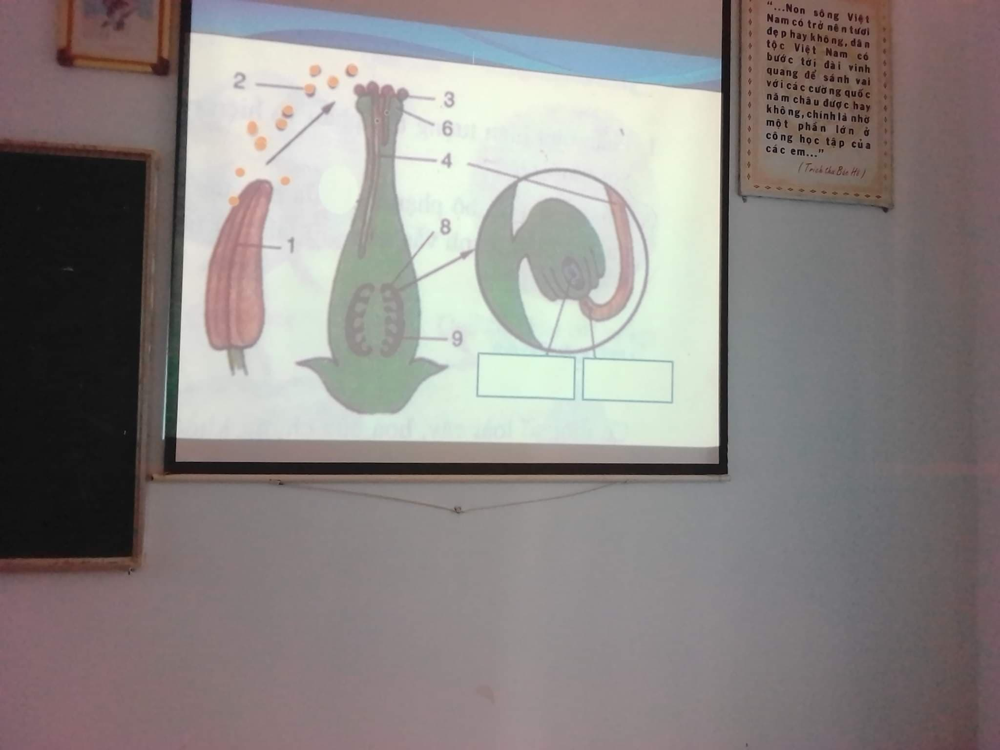 2
3
6
4
8
1
9
“...Non sông Việt
Nam có trở nên tươi
đẹp hay không, dân
tộc Việt Nam có
bước tới đài vinh
quang để sánh vai
với các cường quốc
năm châu được hay
không, chính là nhờ
một phần lớn ở
công học tập của
các em...”
(Trích thư Bác Hồ)